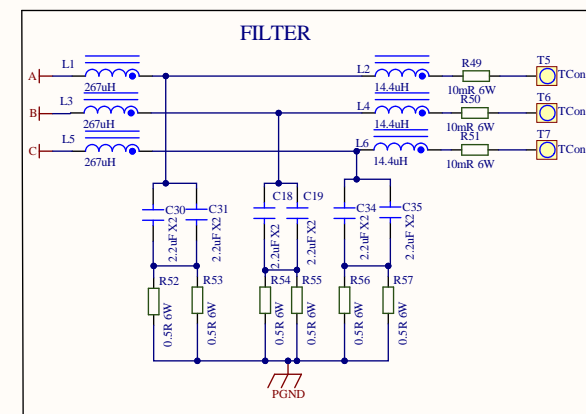 FILTER
L1
L2
R49
T5
A
267uH
14.4uH
10mR 6W
TCon
L3
L4
R50
T6
B
267uH
14.4uH
10mR 6W
TCon
L5
L6
R51
T7
C
267uH
14.4uH
10mR 6W
TCon
C30
C31
C18
C19
C34
C35
2.2uF X2
2.2uF X2
2.2uF X2
2.2uF X2
2.2uF X2
2.2uF X2
R52
R53
R54
R55
R56
R57
0.5R 6W
0.5R 6W
0.5R 6W
0.5R 6W
0.5R 6W
0.5R 6W
PGND